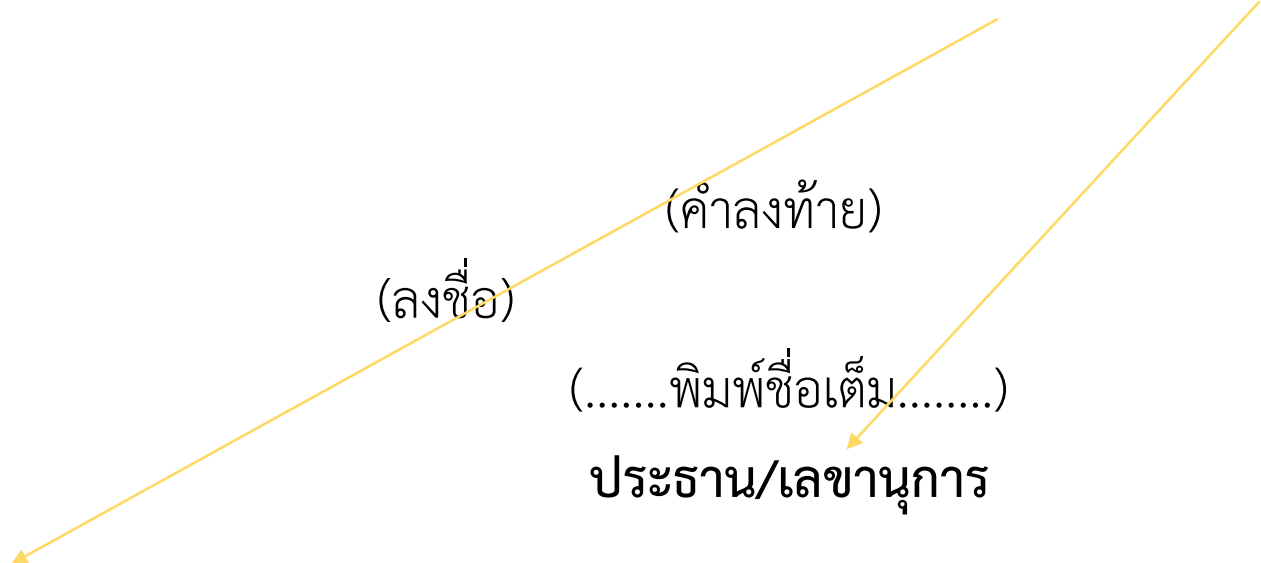 (คำลงท้าย)
(ลงชื่อ)
(.......พิมพ์ชื่อเต็ม........)
ประธาน/เลขานุการ